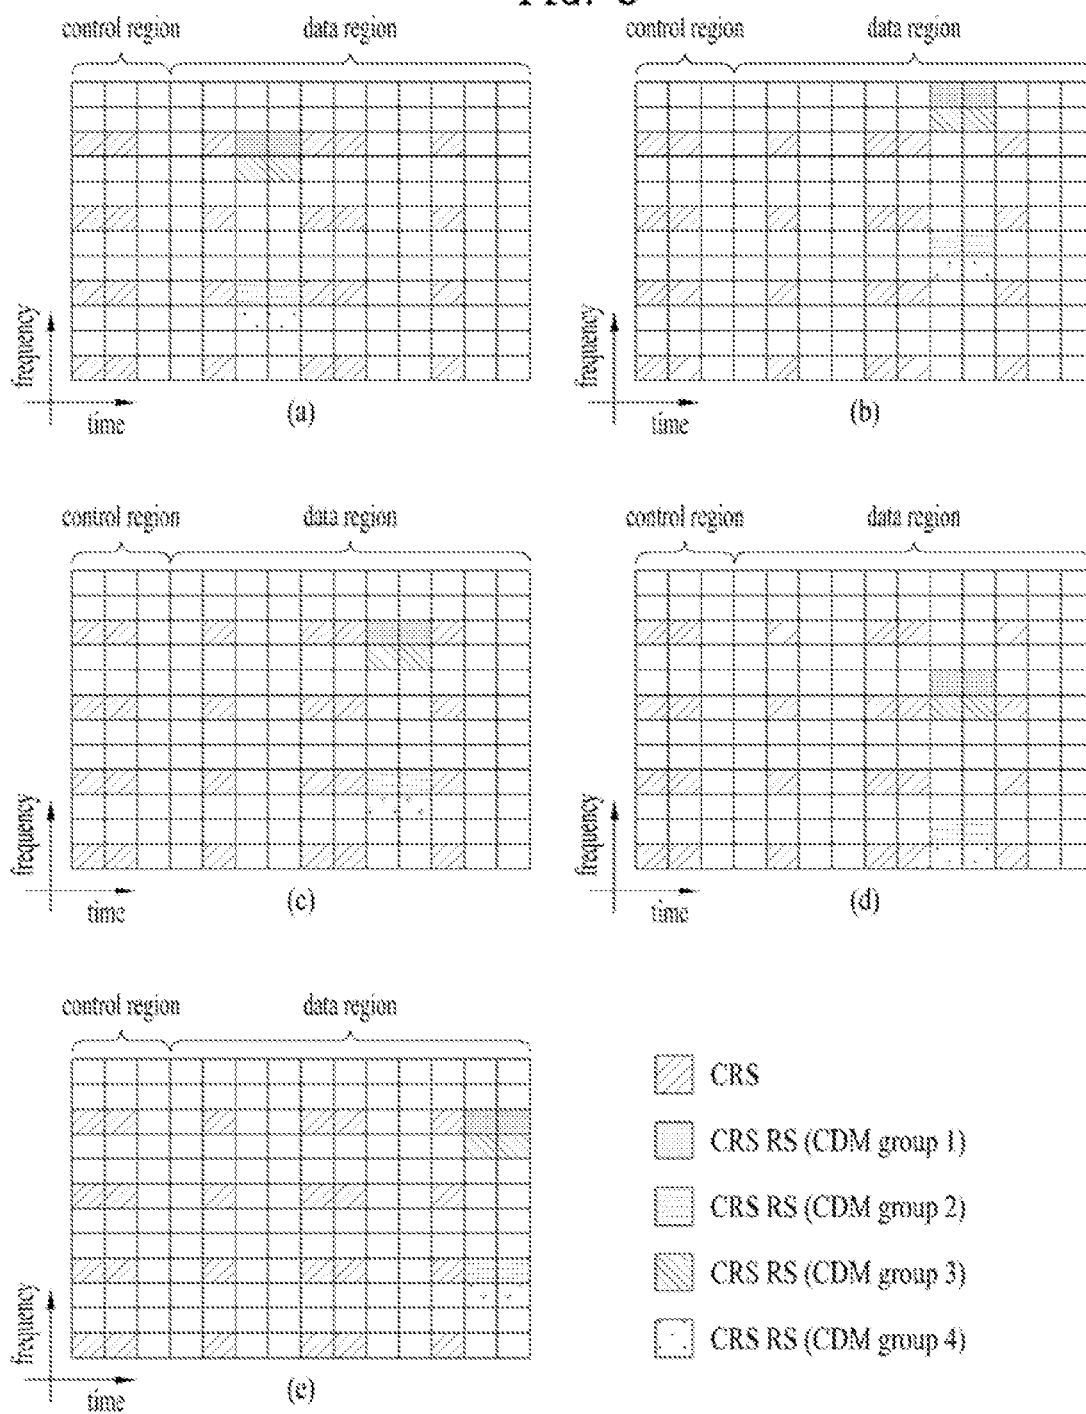 control region data region
control region data region
frequency
time
(a)
frequency
time
(b)
control region data region
control region data region
frequency
time
(c)
frequency
time
(d)
control region data region
frequency
time
(e)
CRS
CRS RS (CDM group 1)
CRS RS (CDM group 2)
CRS RS (CDM group 3)
CRS RS (CDM group 4)